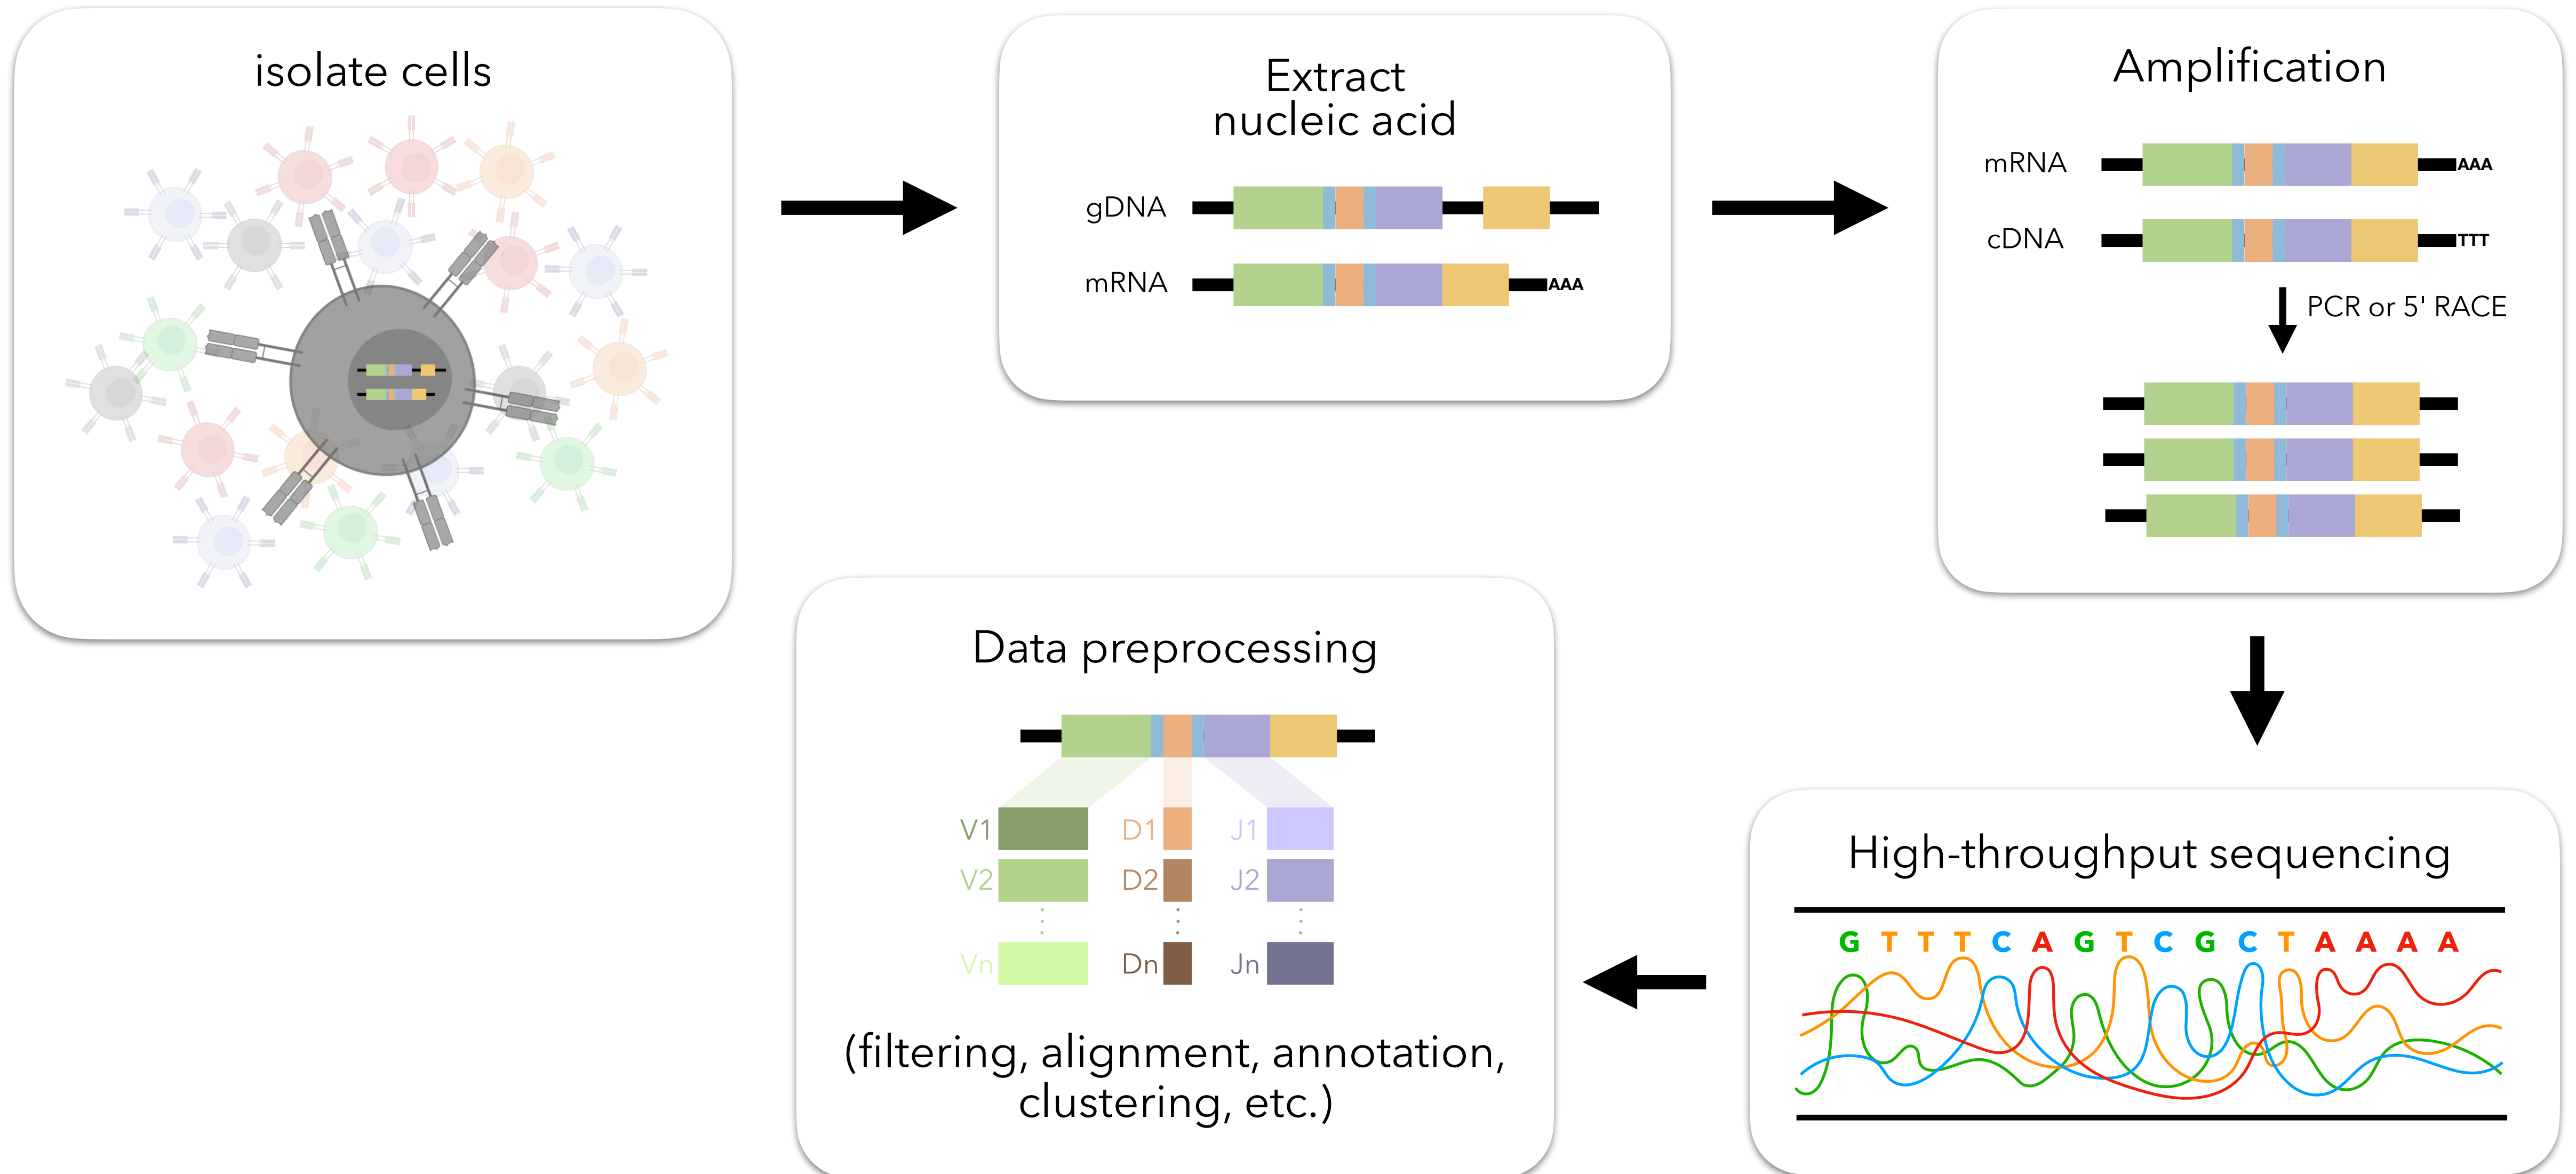 isolate cells
Extract
nucleic acid
gDNA
mRNA
AAA
Amplification
mRNA
AAA
cDNA
TTT
PCR or 5' RACE
High-throughput sequencing
G T T T C A G T C G C T A A A A
Data preprocessing
V1 D1 J1
V2 D2 J2
Vn Dn Jn
(filtering, alignment, annotation,
clustering, etc.)